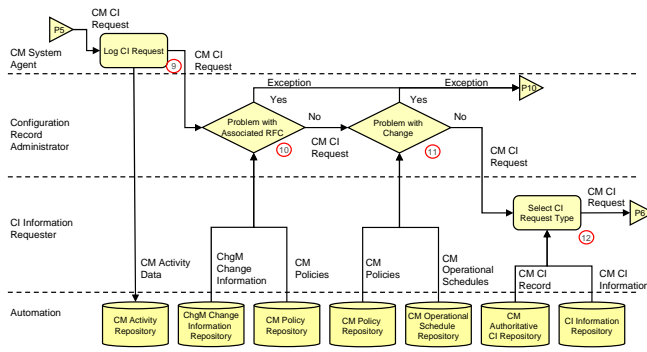 P5
CM CI
Request
CM System
Agent
Log CI Request
9
CM CI
Request
Exception
Exception
P10
Yes
Yes
Configuration
Record
Administrator
Problem with
Associated RFC
10
No
CM CI
Request
Problem with
Change
11
No
CM CI
Request
CI Information
Requester
Select CI
Request Type
12
CM CI
Request
P6
CM Activity
Data
ChgM
Change
Information
CM
Policies
CM
Policies
CM
Operational
Schedules
CM CI
Record
CM CI
Information
Automation
CM Activity
Repository
ChgM Change
Information
Repository
CM Policy
Repository
CM Policy
Repository
CM Operational
Schedule
Repository
CM
Authoritative
CI Repository
CI Information
Repository